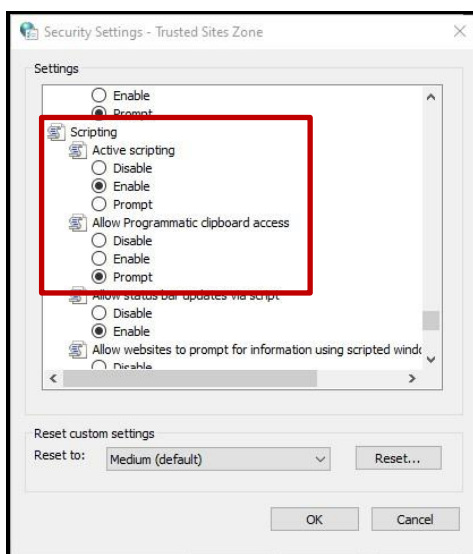 Security Settings - Trusted Sites Zone
Settings
Enable
Prompt
Scripting
Active scripting
Disable
Enable
Prompt
Allow Programmatic clipboard access
Disable
Enable
Prompt
Allow status bar updates via script
Disable
Enable
Allow websites to prompt for information using scripted windo
Disable
Reset custom settings
Reset to: Medium (default) Reset...
OK Cancel